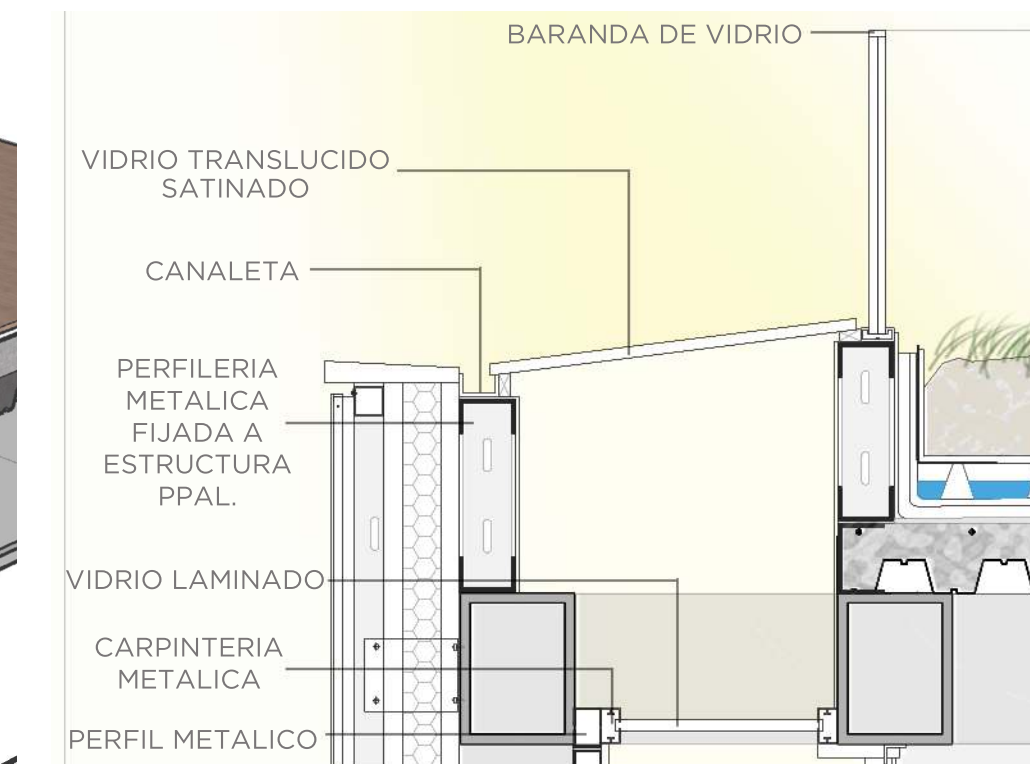 BARANDA DE VIDRIO
VIDRIO TRANSLUCIDO
SATINADO
CANALETA
PERFILERIA
METALICA
FIJADA A
ESTRUCTURA
PPAL.
VIDRIO LAMINADO
CARPINTERIA
METALICA
PERFIL METALICO